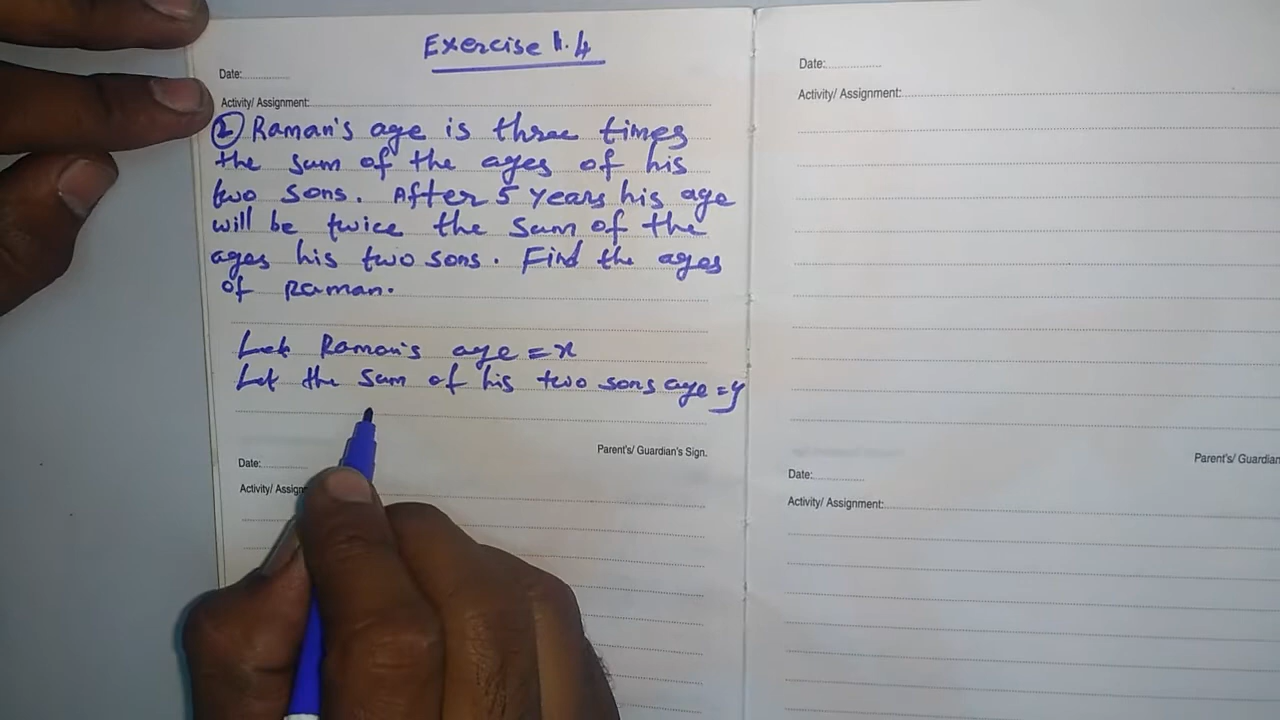 Exercise 1.4
Date:..............
Activity/ Assignment:
② Raman's age is three times
the sum of the ages of his
two sons. After 5 years his age
will be twice the sum of the
ages his two sons. Find the ages
of Raman.
Let Raman's age = x
Let the sum of his two sons age = y
Parent's/ Guardian's Sign.
Date:..............
Activity/ Assign
Date:..............
Activity/ Assignment:
Parent's/ Guardian
Date:..............
Activity/ Assignment: